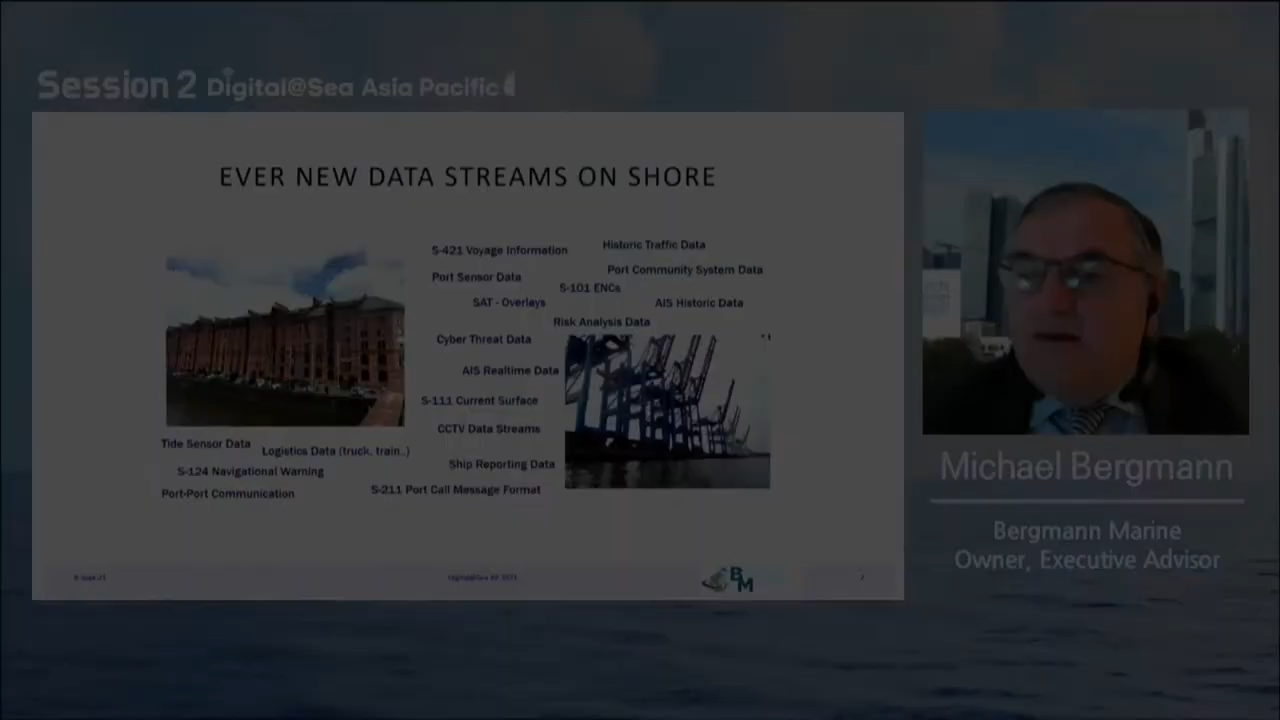 Session 2 Digital@Sea Asia Pacific
EVER NEW DATA STREAMS ON SHORE
S-421 Voyage Information
Historic Traffic Data
Port Sensor Data
Port Community System Data
S-101 ENCs
SAT - Overlays
AIS Historic Data
Risk Analysis Data
Cyber Threat Data
AIS Realtime Data
S-111 Current Surface
CCTV Data Streams
Tide Sensor Data
Logistics Data (truck, train..)
Ship Reporting Data
S-124 Navigational Warning
Port-Port Communication
S-211 Port Call Message Format
BM
Michael Bergmann
Bergmann Marine
Owner, Executive Advisor